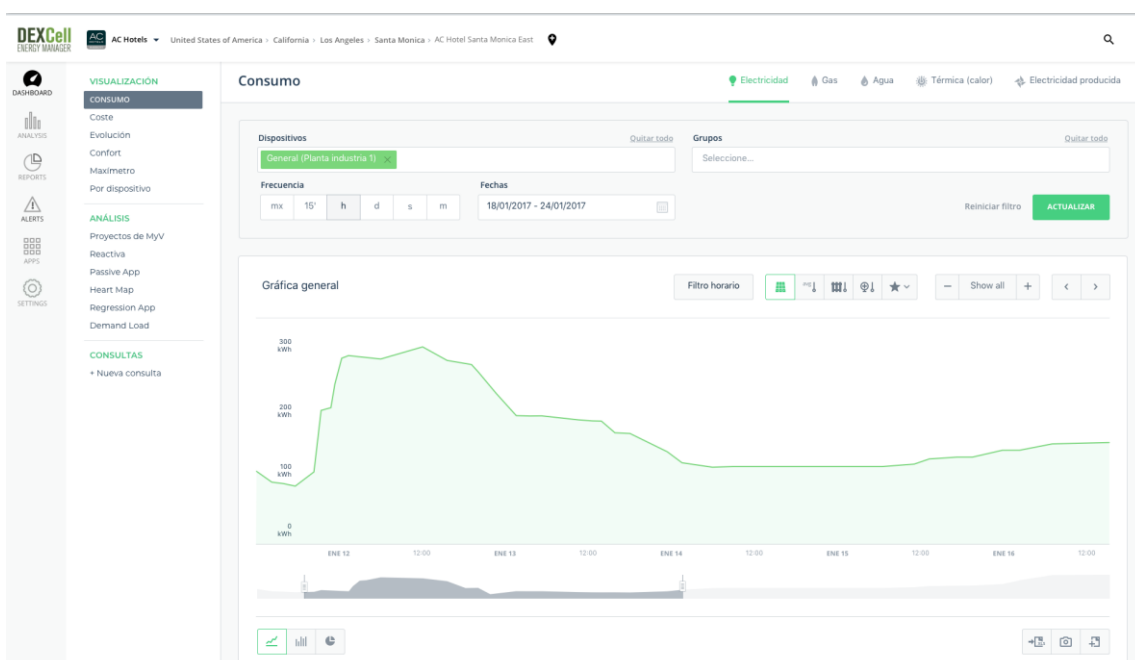 DEXCell
ENERGY MANAGER
AC
AC Hotels
United States of America › California › Los Angeles › Santa Monica › AC Hotel Santa Monica East
DASHBOARD
ANALYSIS
REPORTS
ALERTS
APPS
SETTINGS
VISUALIZACIÓN
CONSUMO
Coste
Evolución
Confort
Maxímetro
Por dispositivo
ANÁLISIS
Proyectos de MyV
Reactiva
Passive App
Heart Map
Regression App
Demand Load
CONSULTAS
+ Nueva consulta
Consumo
Electricidad Gas Agua Térmica (calor) Electricidad producida
Dispositivos Quitar todo Grupos Quitar todo
General (Planta industria 1) × Seleccione...
Frecuencia Fechas
mx 15' h d s m 18/01/2017 - 24/01/2017 Reiniciar filtro ACTUALIZAR
Gráfica general Filtro horario − Show all + ‹ ›
300
kWh
200
kWh
100
kWh
0
kWh
ENE 12 12:00 ENE 13 12:00 ENE 14 12:00 ENE 15 12:00 ENE 16 12:00